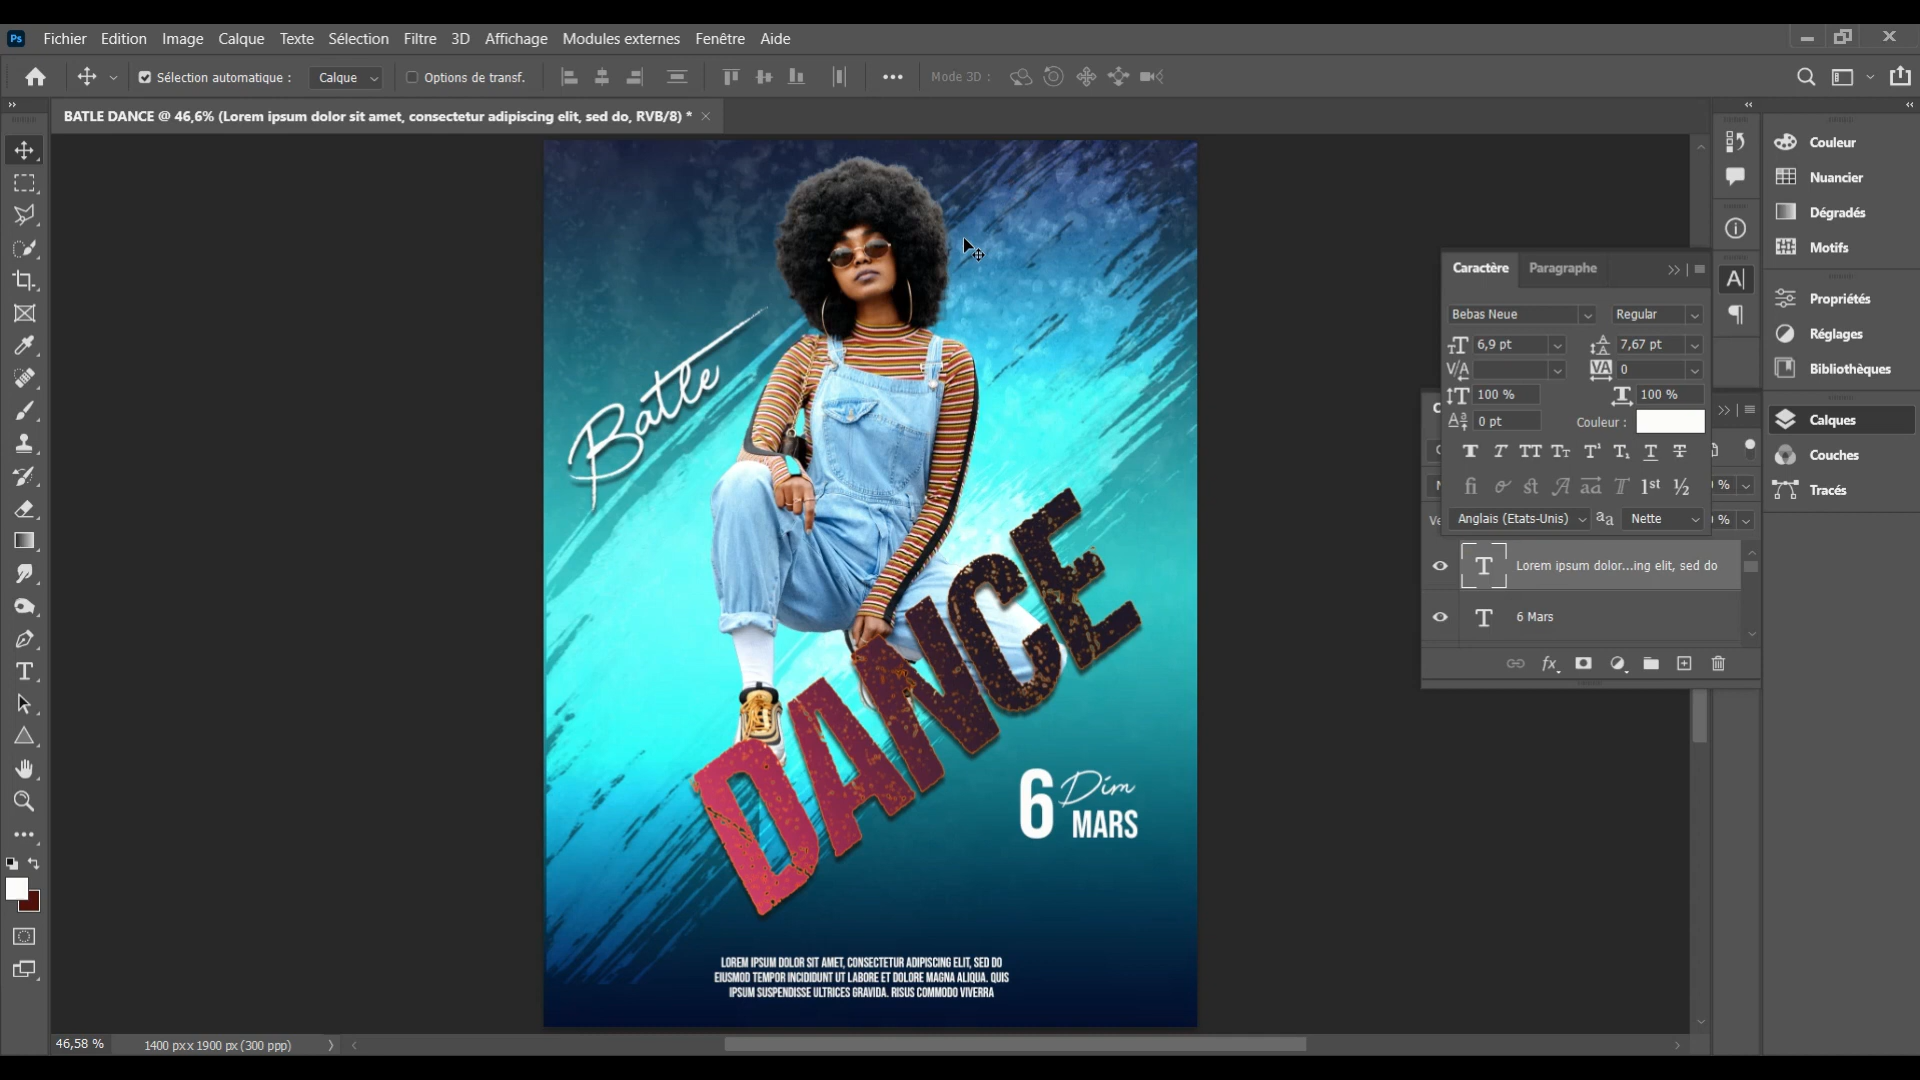 Ps Fichier Edition Image Calque Texte Sélection Filtre 3D Affichage Modules externes Fenêtre Aide
Sélection automatique : Calque Options de transf. Mode 3D :
BATLE DANCE @ 46,6% (Lorem ipsum dolor sit amet, consectetur adipiscing elit, sed do, RVB/8) *
Batle
DANCE
6 Dim
MARS
LOREM IPSUM DOLOR SIT AMET, CONSECTETUR ADIPISCING ELIT, SED DO
EIUSMOD TEMPOR INCIDIDUNT UT LABORE ET DOLORE MAGNA ALIQUA. QUIS
IPSUM SUSPENDISSE ULTRICES GRAVIDA. RISUS COMMODO VIVERRA
Caractère Paragraphe
Bebas Neue Regular
6,9 pt 7,67 pt
0
100 % 100 %
0 pt Couleur :
Anglais (Etats-Unis) Nette
Lorem ipsum dolor...ing elit, sed do
6 Mars
Couleur
Nuancier
Dégradés
Motifs
Propriétés
Réglages
Bibliothèques
Calques
Couches
Tracés
46,58 % 1400 px x 1900 px (300 ppp)